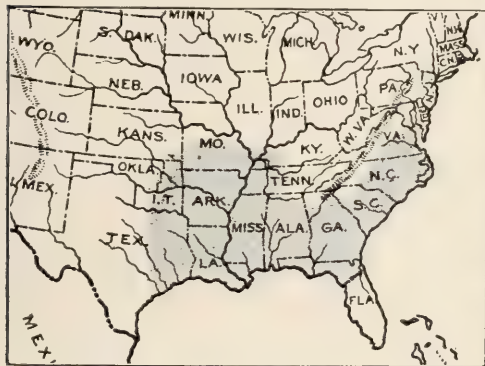 MINN.
WYO.
S. DAK.
WIS.
MICH.
N.Y
N.H.
MASS
CN.
NEB.
IOWA
PA.
COLO.
ILL.
IND.
OHIO
W. VA.
VA.
KANS.
MO.
KY.
N.C.
OKLA.
TENN.
S.C.
MEX.
I.T.
ARK.
TEX.
MISS
ALA.
GA.
LA.
FLA
MEX.